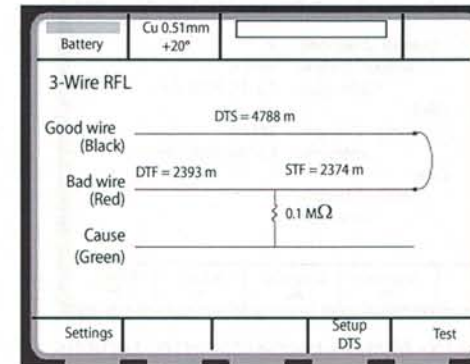 Battery
Cu 0.51mm
+20°
3-Wire RFL
DTS = 4788 m
Good wire
(Black)
DTF = 2393 m
STF = 2374 m
Bad wire
(Red)
0.1 MΩ
Cause
(Green)
Settings
Setup
DTS
Test